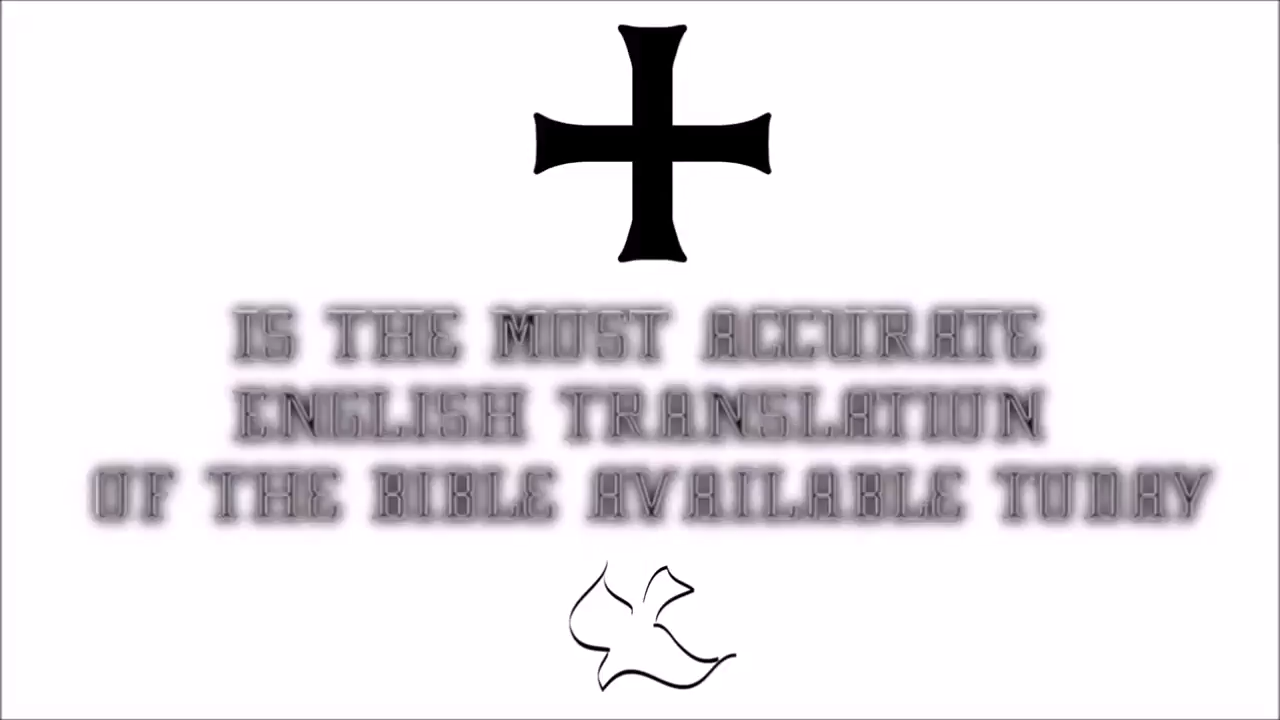 IS THE MOST ACCURATE
ENGLISH TRANSLATION
OF THE BIBLE AVAILABLE TODAY